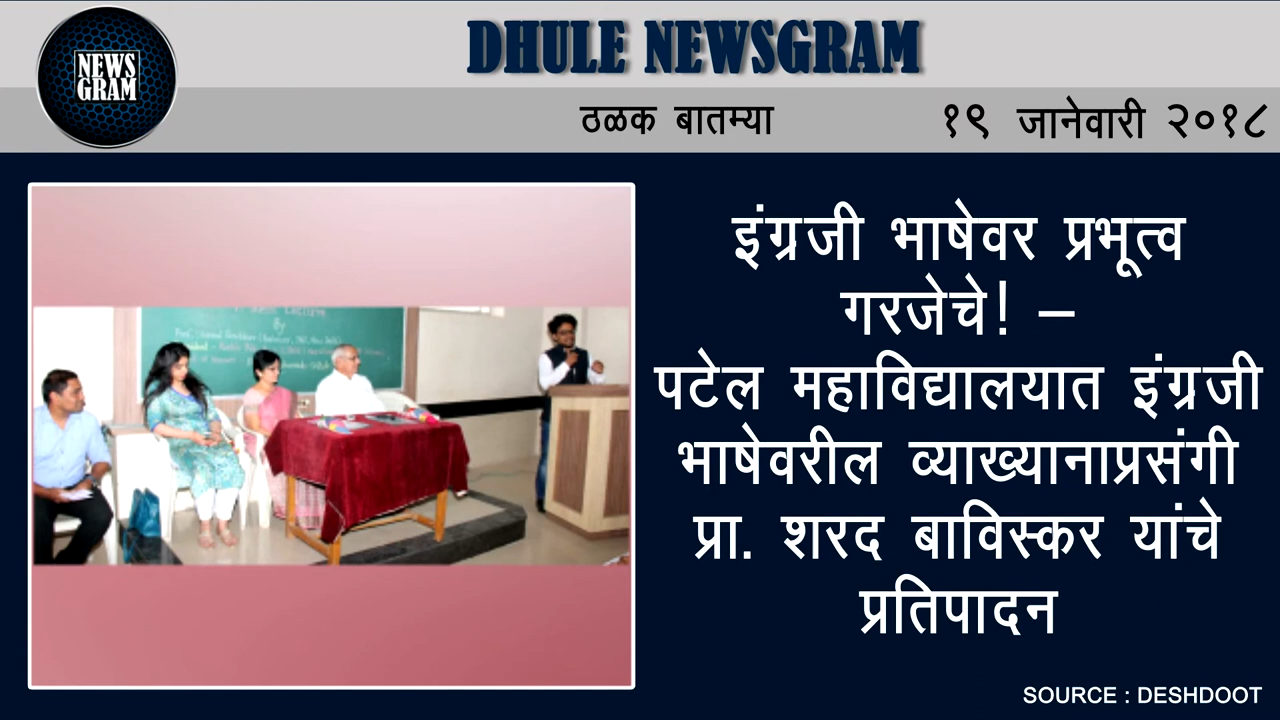 NEWS
GRAM
DHULE NEWSGRAM
ठळक बातम्या
१९ जानेवारी २०१८
By
इंग्रजी भाषेवर प्रभूत्व
गरजेचे! –
पटेल महाविद्यालयात इंग्रजी
भाषेवरील व्याख्यानाप्रसंगी
प्रा. शरद बाविस्कर यांचे
प्रतिपादन
SOURCE : DESHDOOT